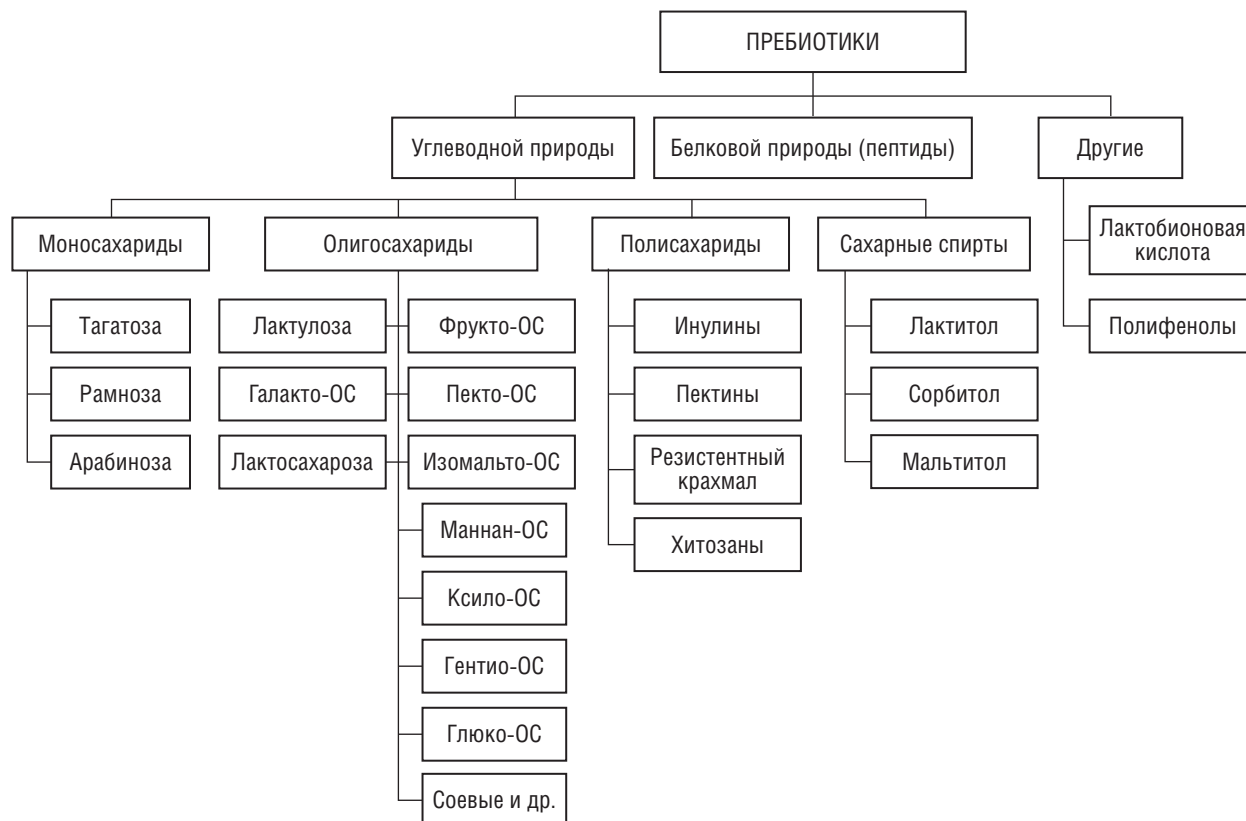 ПРЕБИОТИКИ
Углеводной природы
Белковой природы (пептиды)
Другие
Моносахариды
Олигосахариды
Полисахариды
Сахарные спирты
Лактобионовая
кислота
Тагатоза
Лактулоза
Фрукто-ОС
Инулины
Лактитол
Полифенолы
Рамноза
Галакто-ОС
Пекто-ОС
Пектины
Сорбитол
Арабиноза
Лактосахароза
Изомальто-ОС
Резистентный
крахмал
Мальтитол
Маннан-ОС
Хитозаны
Ксило-ОС
Гентио-ОС
Глюко-ОС
Соевые и др.